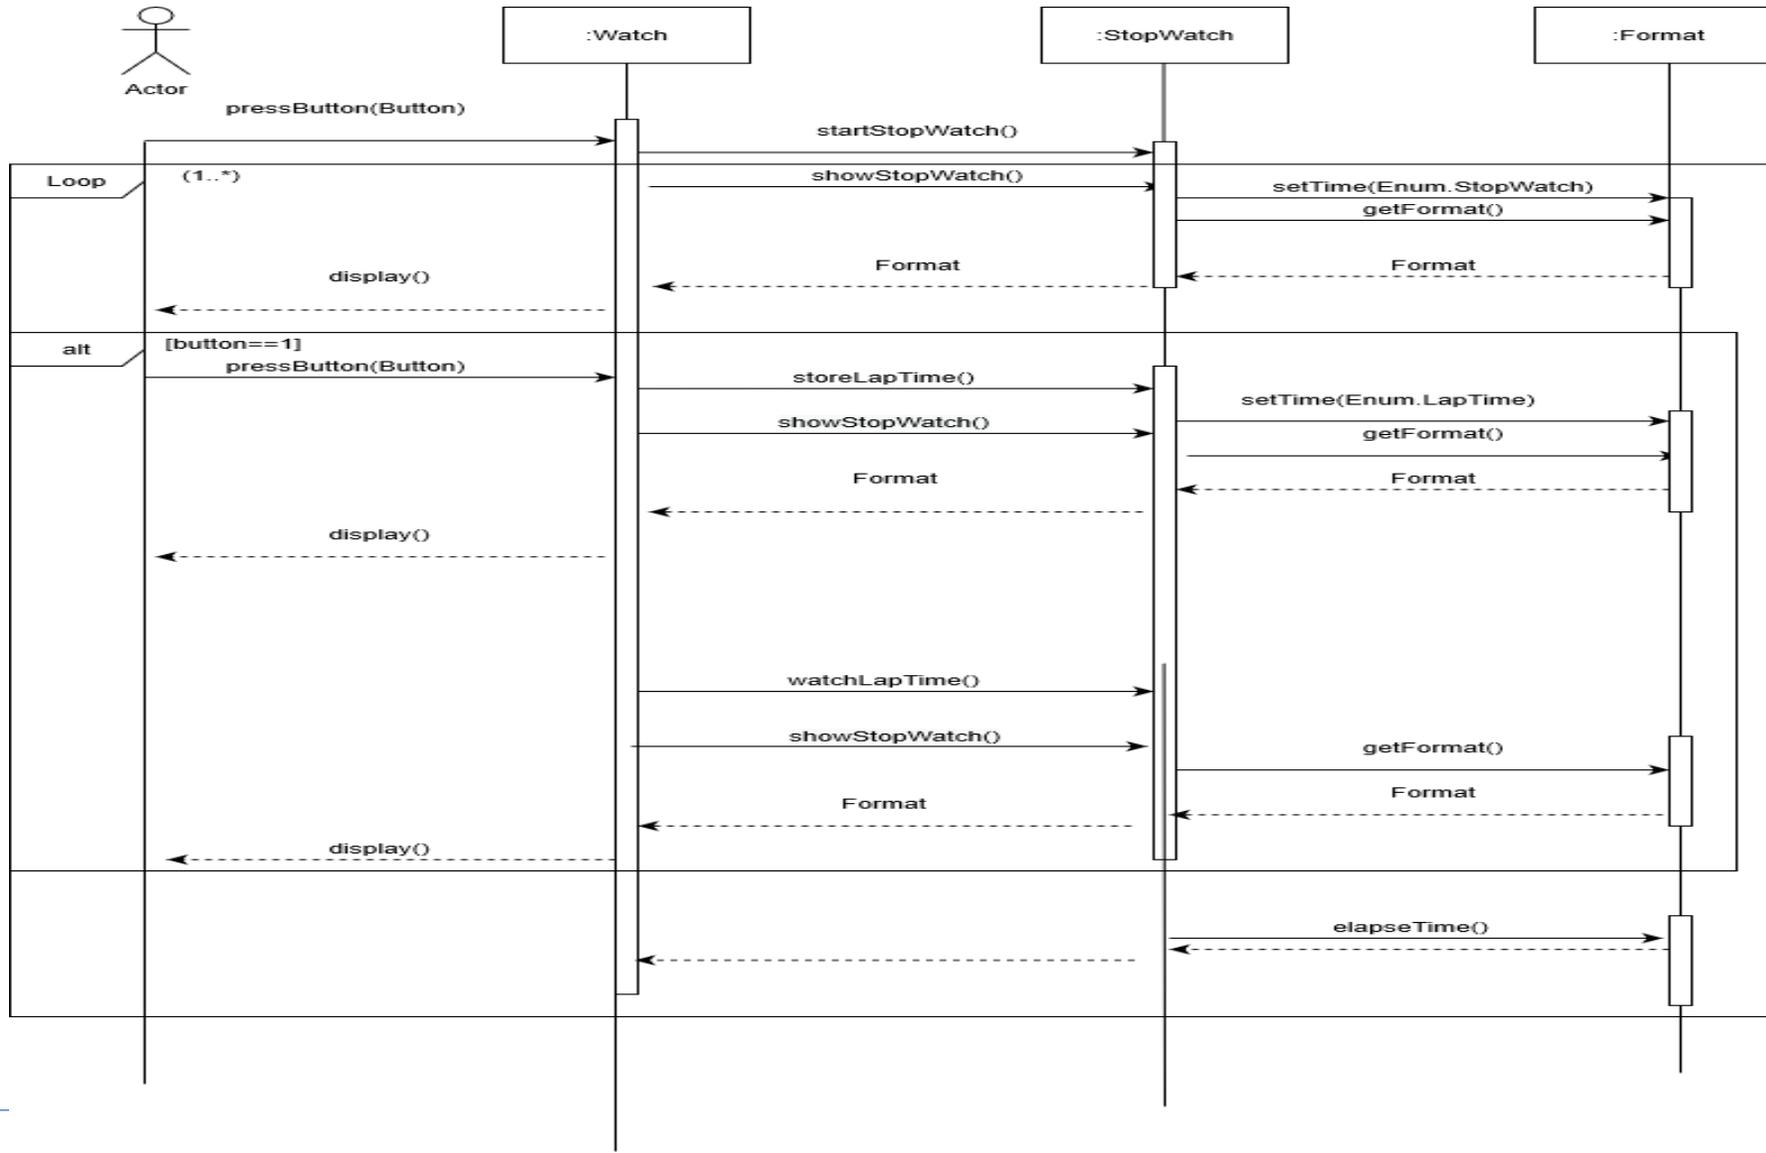 :Watch
:StopWatch
:Format
Actor
pressButton(Button)
startStopWatch()
Loop
(1..*)
showStopWatch()
setTime(Enum.StopWatch)
getFormat()
Format
Format
display()
alt
[button==1]
pressButton(Button)
storeLapTime()
setTime(Enum.LapTime)
showStopWatch()
getFormat()
Format
Format
display()
watchLapTime()
showStopWatch()
getFormat()
Format
Format
display()
elapseTime()